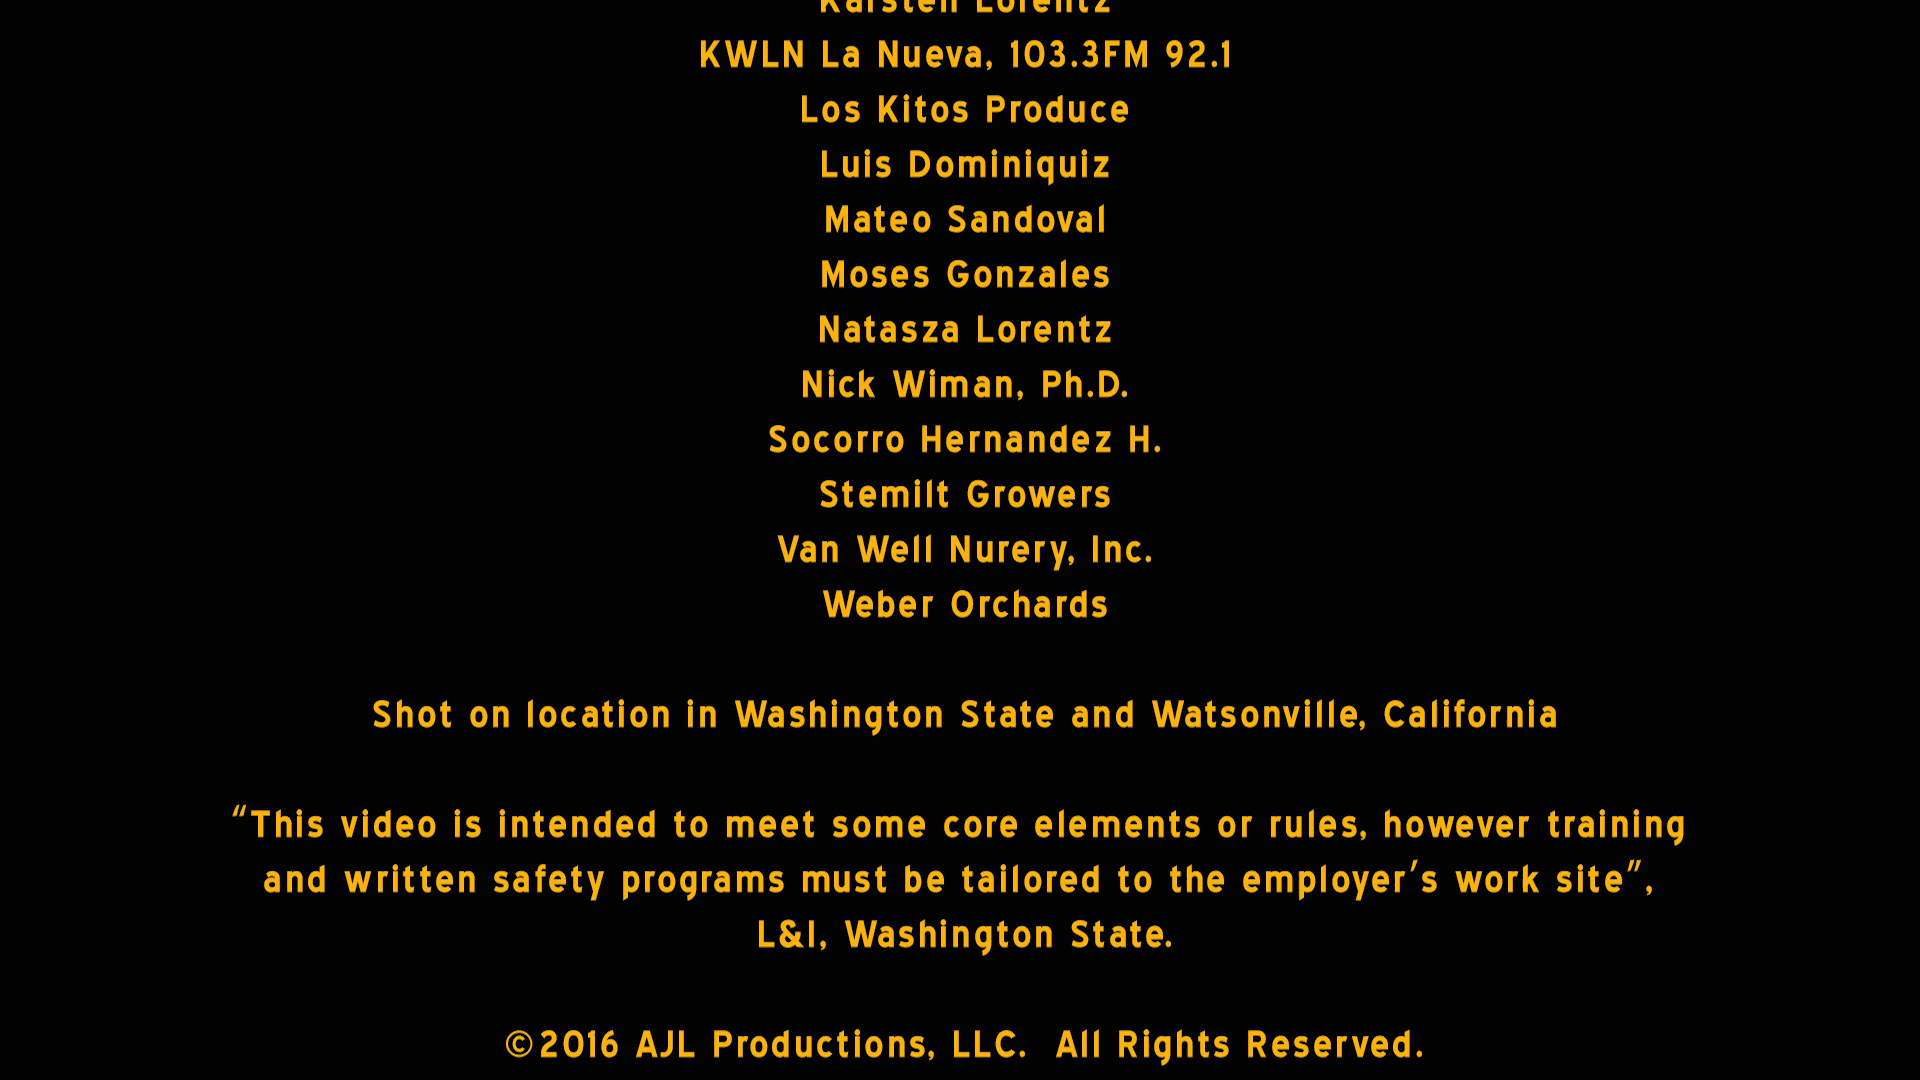 Karsten Lorentz
KWLN La Nueva, 103.3FM 92.1
Los Kitos Produce
Luis Dominiquiz
Mateo Sandoval
Moses Gonzales
Natasza Lorentz
Nick Wiman, Ph.D.
Socorro Hernandez H.
Stemilt Growers
Van Well Nurery, Inc.
Weber Orchards
Shot on location in Washington State and Watsonville, California
“This video is intended to meet some core elements or rules, however training
and written safety programs must be tailored to the employer’s work site”,
L&I, Washington State.
©2016 AJL Productions, LLC.  All Rights Reserved.